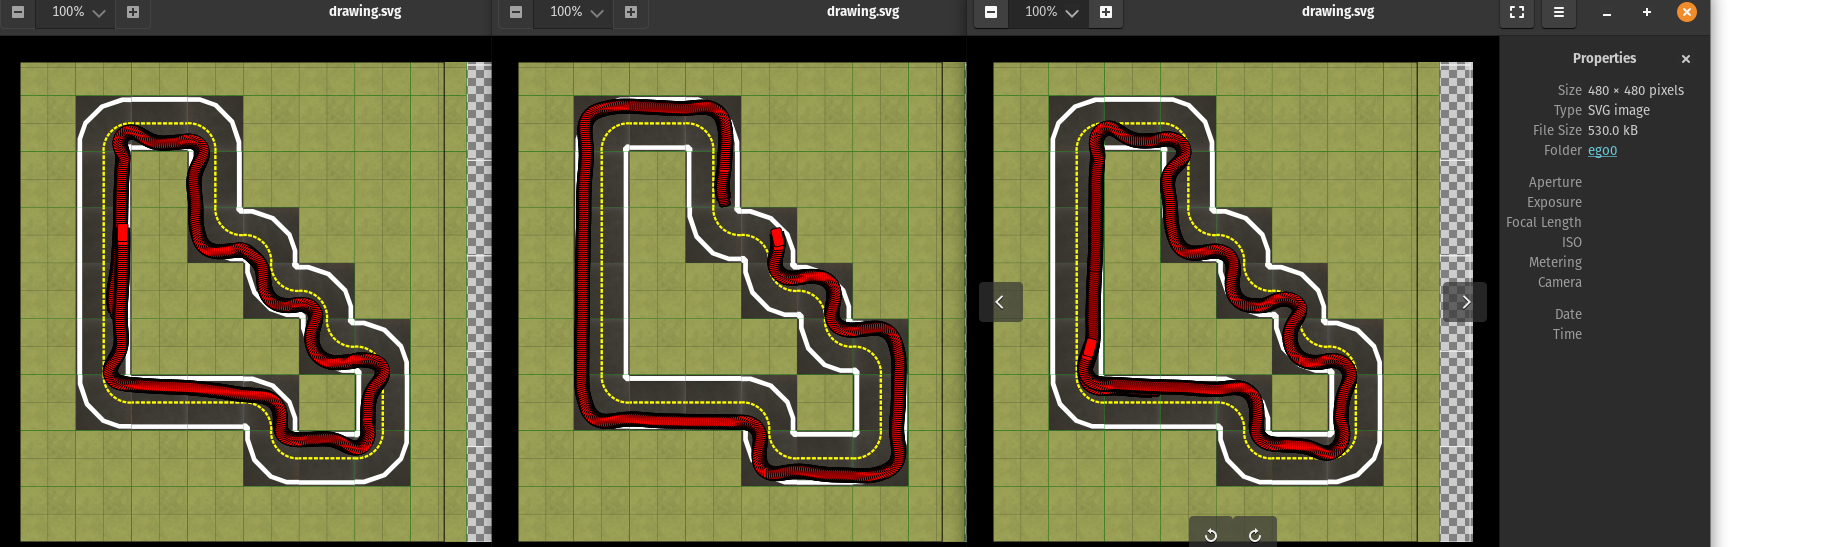 100%
drawing.svg
100%
drawing.svg
100%
drawing.svg
Properties
Size 480 × 480 pixels
Type SVG image
File Size 530.0 kB
Folder ego0
Aperture
Exposure
Focal Length
ISO
Metering
Camera
Date
Time